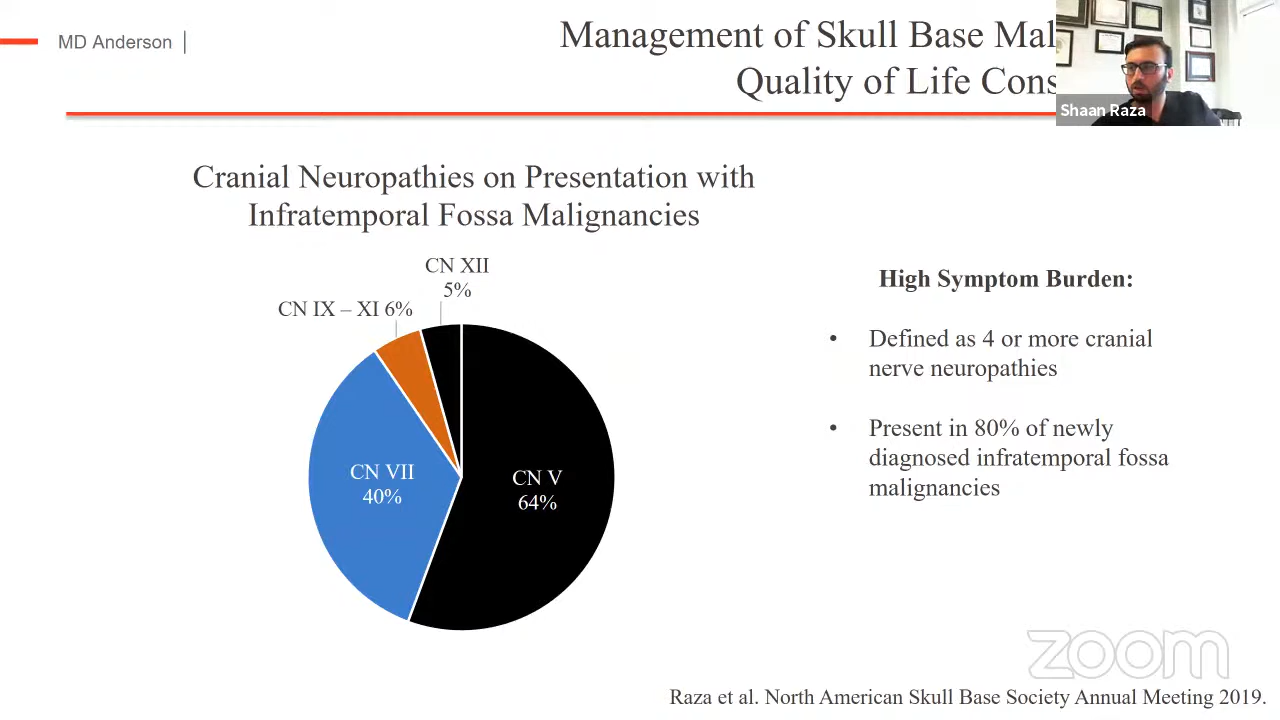 MD Anderson
Management of Skull Base
Quality of Life
Shaan Raza
Cranial Neuropathies on Presentation with
Infratemporal Fossa Malignancies
CN XII
5%
CN IX – XI 6%
CN VII
40%
CN V
64%
High Symptom Burden:
• Defined as 4 or more cranial
nerve neuropathies
• Present in 80% of newly
diagnosed infratemporal fossa
malignancies
zoom
Raza et al. North American Skull Base Society Annual Meeting 2019.